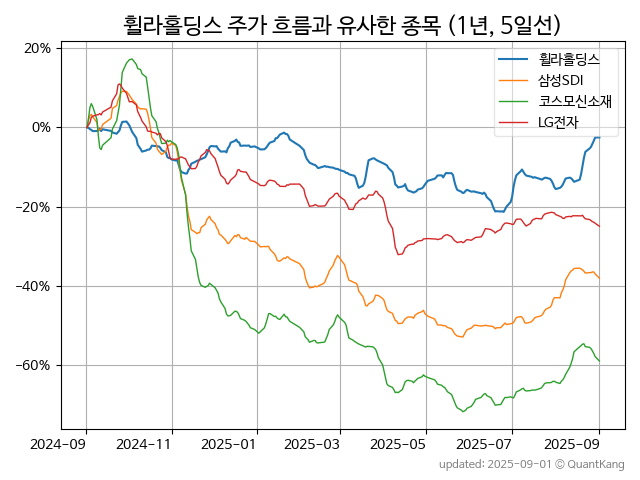 휠라홀딩스 주가 흐름과 유사한 종목 (1년, 5일선)
휠라홀딩스
삼성SDI
코스모신소재
LG전자
20%
0%
−20%
−40%
−60%
2024-09
2024-11
2025-01
2025-03
2025-05
2025-07
2025-09
updated: 2025-09-01 © QuantKang